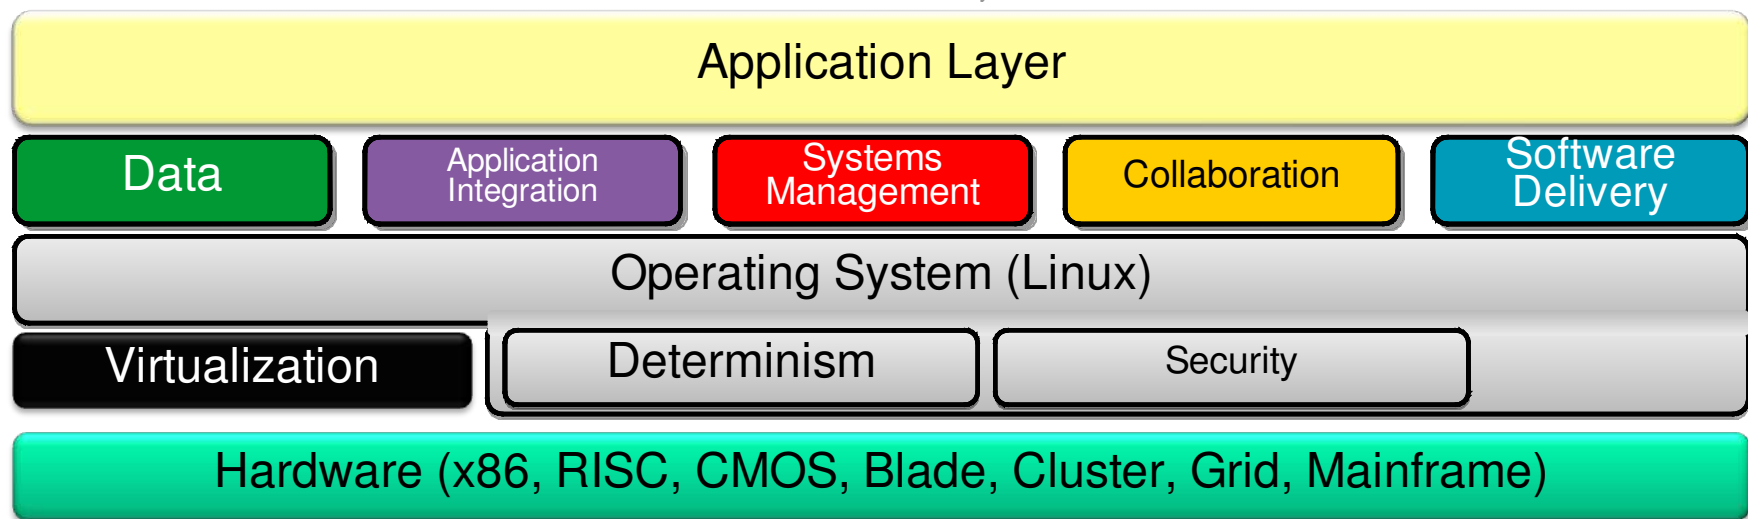 Application Layer
Data
Application
Integration
Systems
Management
Collaboration
Software
Delivery
Operating System (Linux)
Virtualization
Determinism
Security
Hardware (x86, RISC, CMOS, Blade, Cluster, Grid, Mainframe)